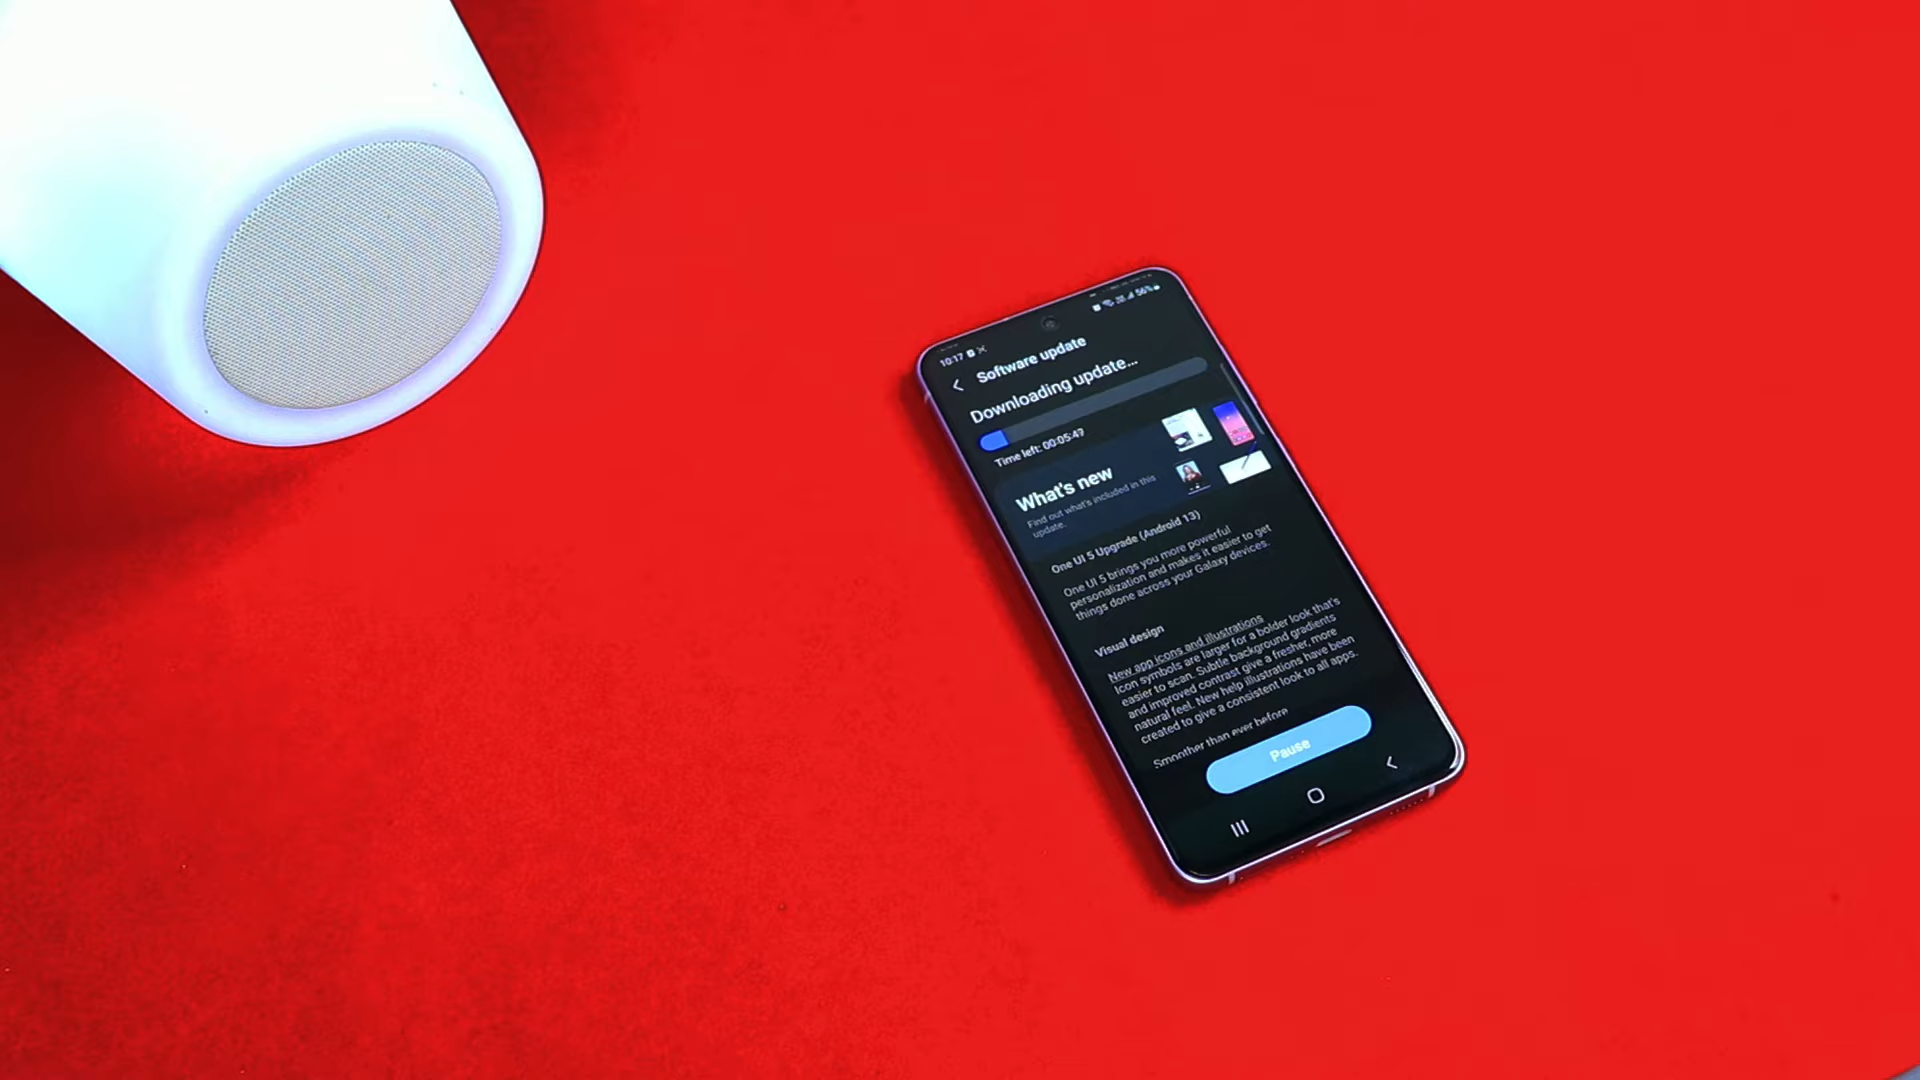 10:17
56%
Software update
Downloading update...
Time left: 00:05:49
What's new
Find out what's included in this
update.
One UI 5 Upgrade (Android 13)
One UI 5 brings you more powerful
personalization and makes it easier to get
things done across your Galaxy devices.
Visual design
New app icons and illustrations
Icon symbols are larger for a bolder look that's
easier to scan. Subtle background gradients
and improved contrast give a fresher, more
natural feel. New help illustrations have been
created to give a consistent look to all apps.
Smoother than ever before
Pause